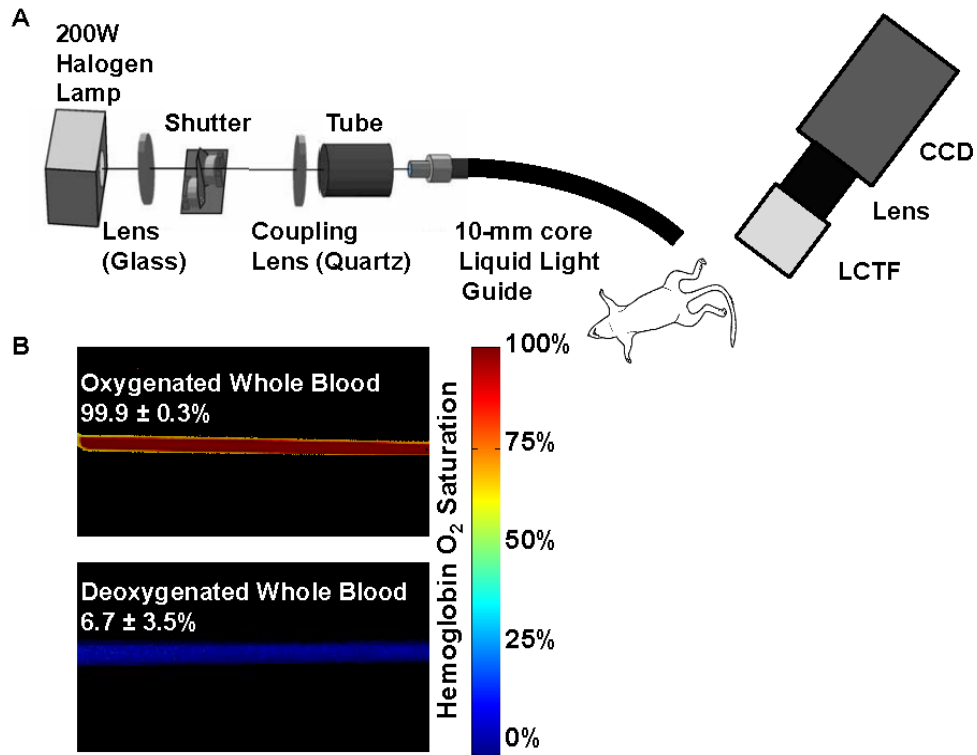 A
200W
Halogen
Lamp
Shutter
Tube
Lens
(Glass)
Coupling
Lens (Quartz)
10-mm core
Liquid Light
Guide
CCD
Lens
LCTF
B
Oxygenated Whole Blood
99.9 ± 0.3%
Deoxygenated Whole Blood
6.7 ± 3.5%
Hemoglobin O₂ Saturation
100%
75%
50%
25%
0%